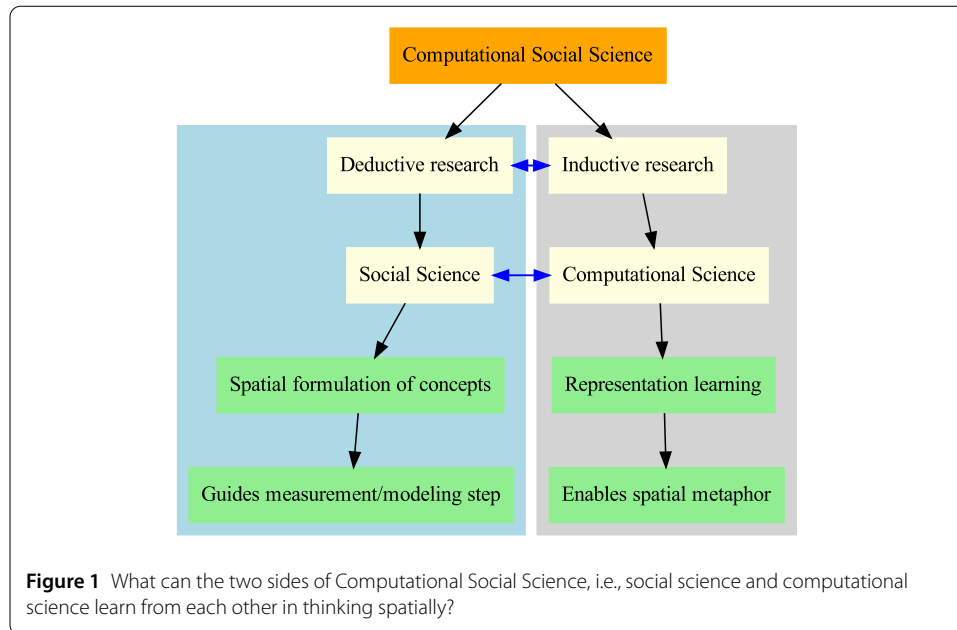 Computational Social Science
Deductive research
Inductive research
Social Science
Computational Science
Spatial formulation of concepts
Representation learning
Guides measurement/modeling step
Enables spatial metaphor
Figure 1 What can the two sides of Computational Social Science, i.e., social science and computational
science learn from each other in thinking spatially?